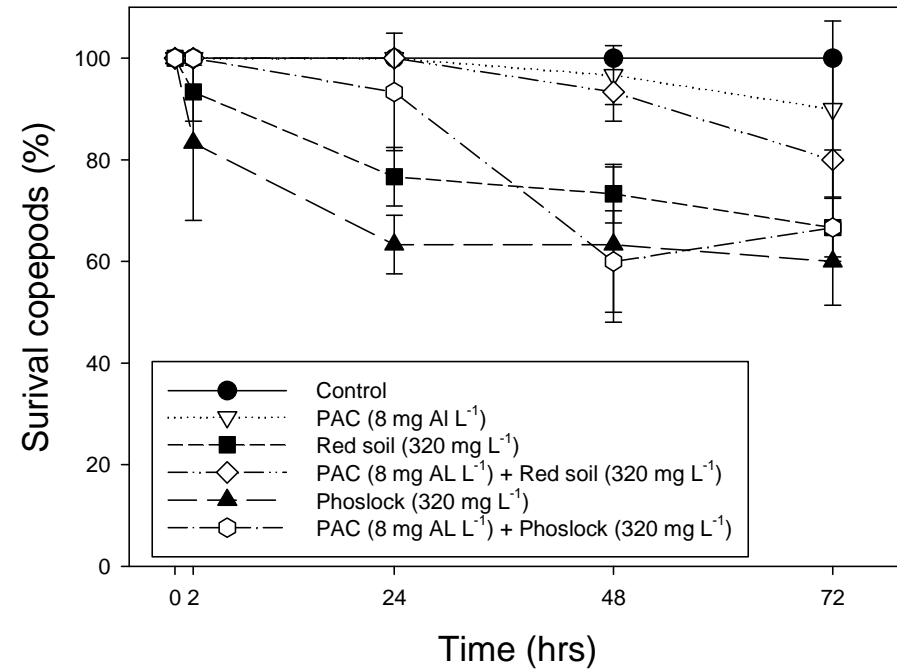 Surival copepods (%)
100
80
60
40
20
0
Control
PAC (8 mg Al L⁻¹)
Red soil (320 mg L⁻¹)
PAC (8 mg AL L⁻¹) + Red soil (320 mg L⁻¹)
Phoslock (320 mg L⁻¹)
PAC (8 mg AL L⁻¹) + Phoslock (320 mg L⁻¹)
0 2 24 48 72
Time (hrs)